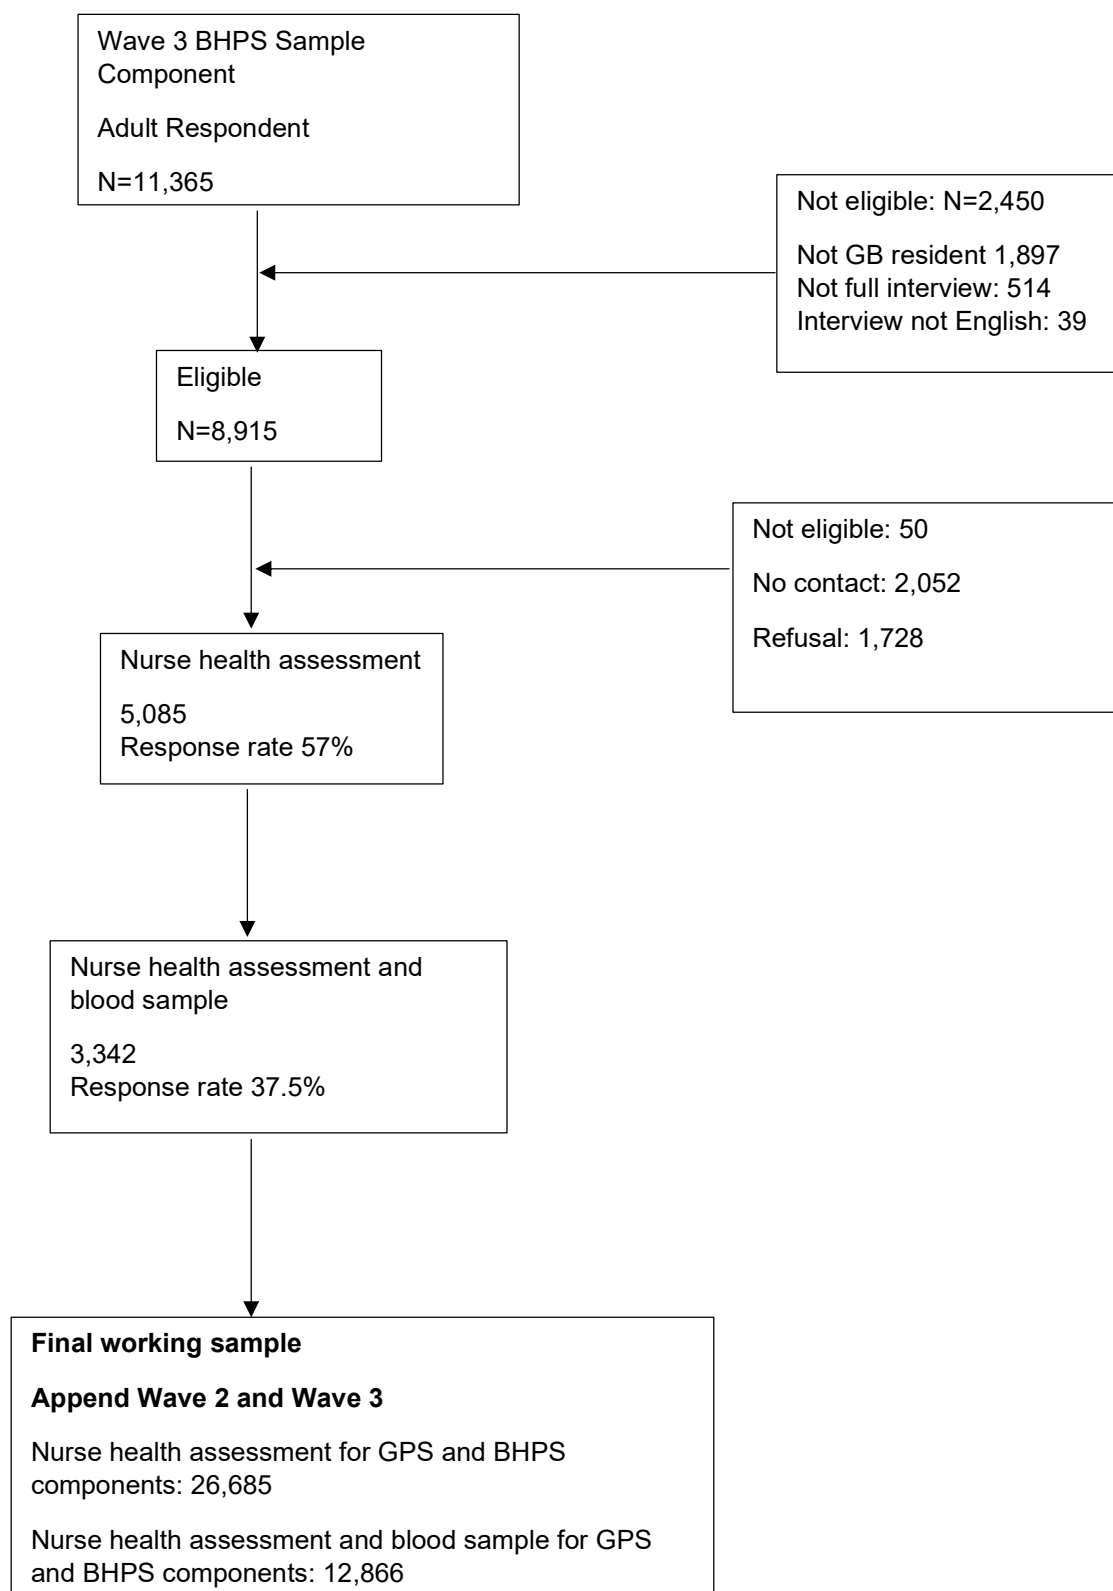 Wave 3 BHPS Sample
Component
Adult Respondent
N=11,365
Not eligible: N=2,450
Not GB resident 1,897
Not full interview: 514
Interview not English: 39
Eligible
N=8,915
Not eligible: 50
No contact: 2,052
Refusal: 1,728
Nurse health assessment
5,085
Response rate 57%
Nurse health assessment and
blood sample
3,342
Response rate 37.5%
Final working sample
Append Wave 2 and Wave 3
Nurse health assessment for GPS and BHPS
components: 26,685
Nurse health assessment and blood sample for GPS
and BHPS components: 12,866